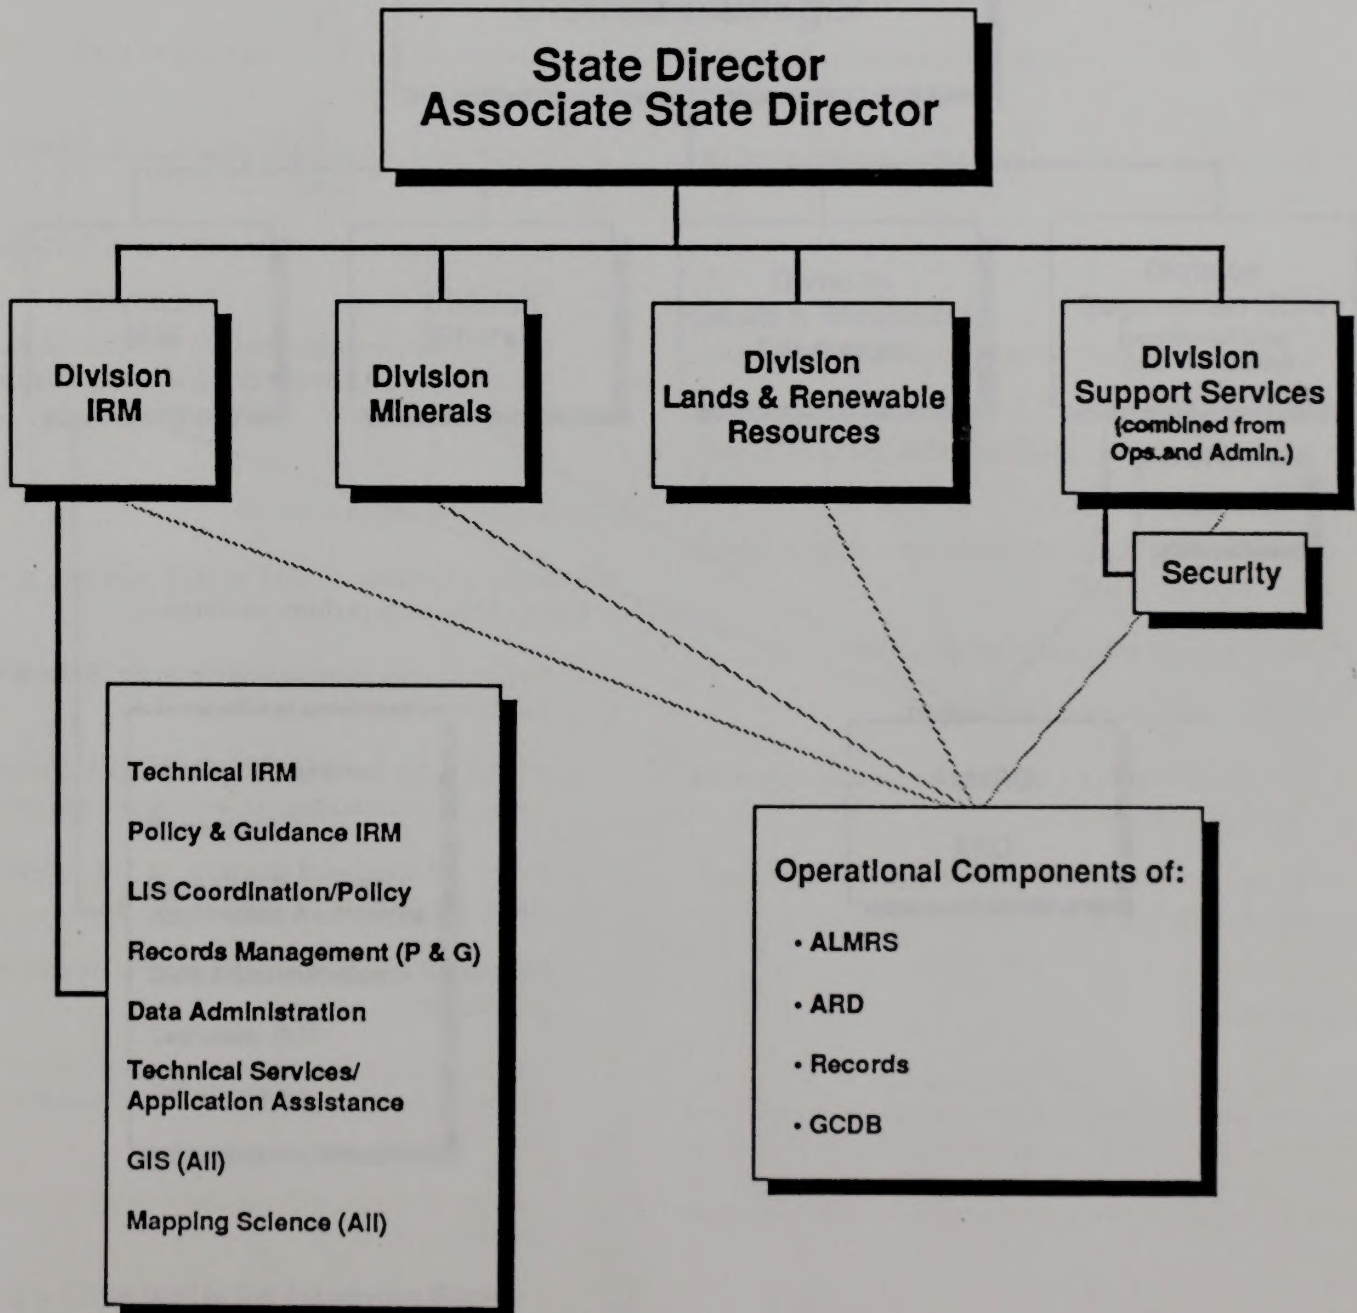 State Director
Associate State Director
Division
IRM
Division
Minerals
Division
Lands & Renewable
Resources
Division
Support Services
(combined from
Ops.and Admin.)
Security
Technical IRM
Policy & Guidance IRM
LIS Coordination/Policy
Records Management (P & G)
Data Administration
Technical Services/
Application Assistance
GIS (All)
Mapping Science (All)
Operational Components of:
• ALMRS
• ARD
• Records
• GCDB